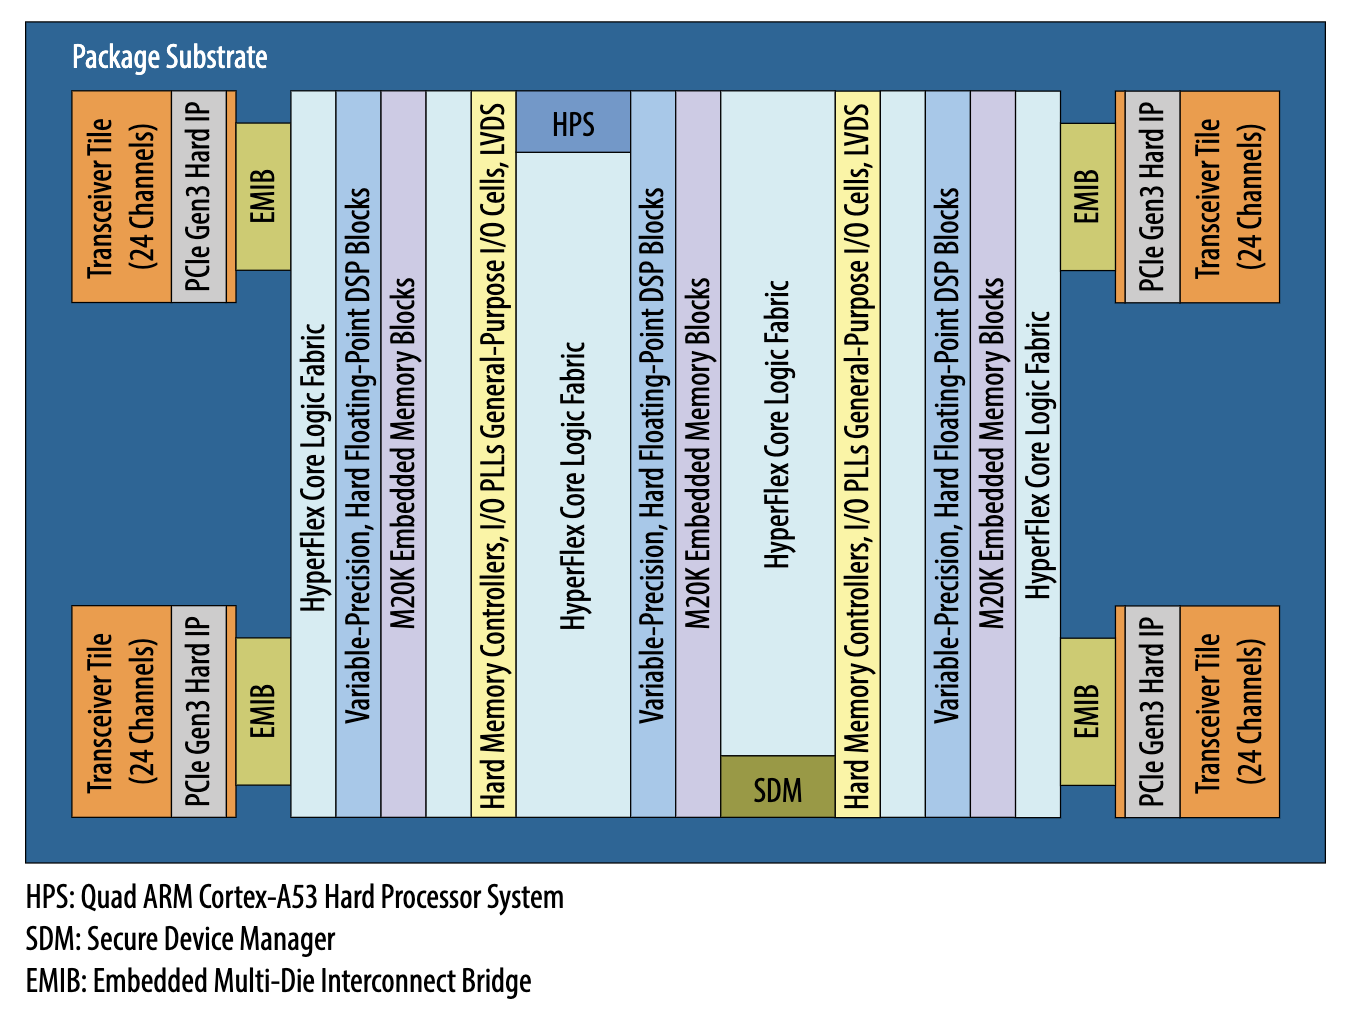 Package Substrate
Transceiver Tile
(24 Channels)
PCIe Gen3 Hard IP
EMIB
Transceiver Tile
(24 Channels)
PCIe Gen3 Hard IP
EMIB
HyperFlex Core Logic Fabric
Variable-Precision, Hard Floating-Point DSP Blocks
M20K Embedded Memory Blocks
Hard Memory Controllers, I/O PLLs General-Purpose I/O Cells, LVDS
HPS
HyperFlex Core Logic Fabric
Variable-Precision, Hard Floating-Point DSP Blocks
M20K Embedded Memory Blocks
HyperFlex Core Logic Fabric
SDM
Hard Memory Controllers, I/O PLLs General-Purpose I/O Cells, LVDS
Variable-Precision, Hard Floating-Point DSP Blocks
M20K Embedded Memory Blocks
HyperFlex Core Logic Fabric
EMIB
PCIe Gen3 Hard IP
Transceiver Tile
(24 Channels)
EMIB
PCIe Gen3 Hard IP
Transceiver Tile
(24 Channels)
HPS: Quad ARM Cortex-A53 Hard Processor System
SDM: Secure Device Manager
EMIB: Embedded Multi-Die Interconnect Bridge